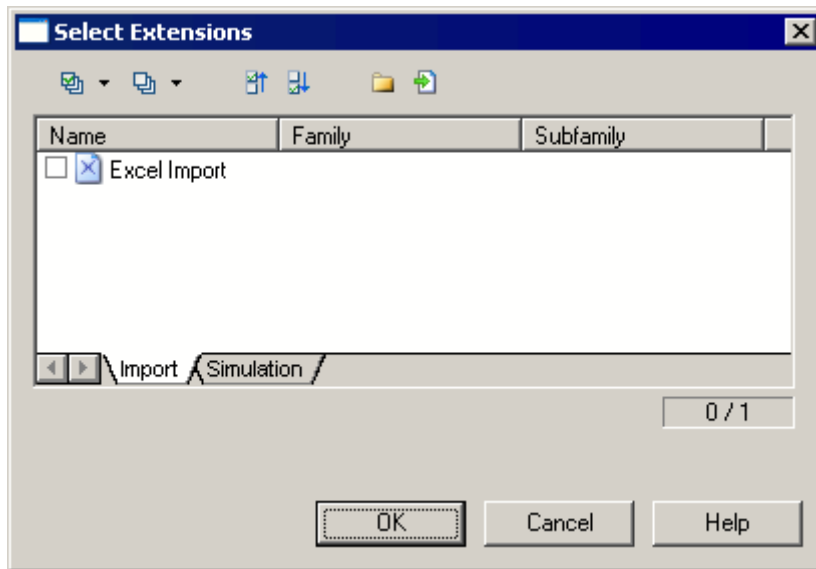 Select Extensions
Name Family Subfamily
Excel Import
Import Simulation
0 / 1
OK Cancel Help